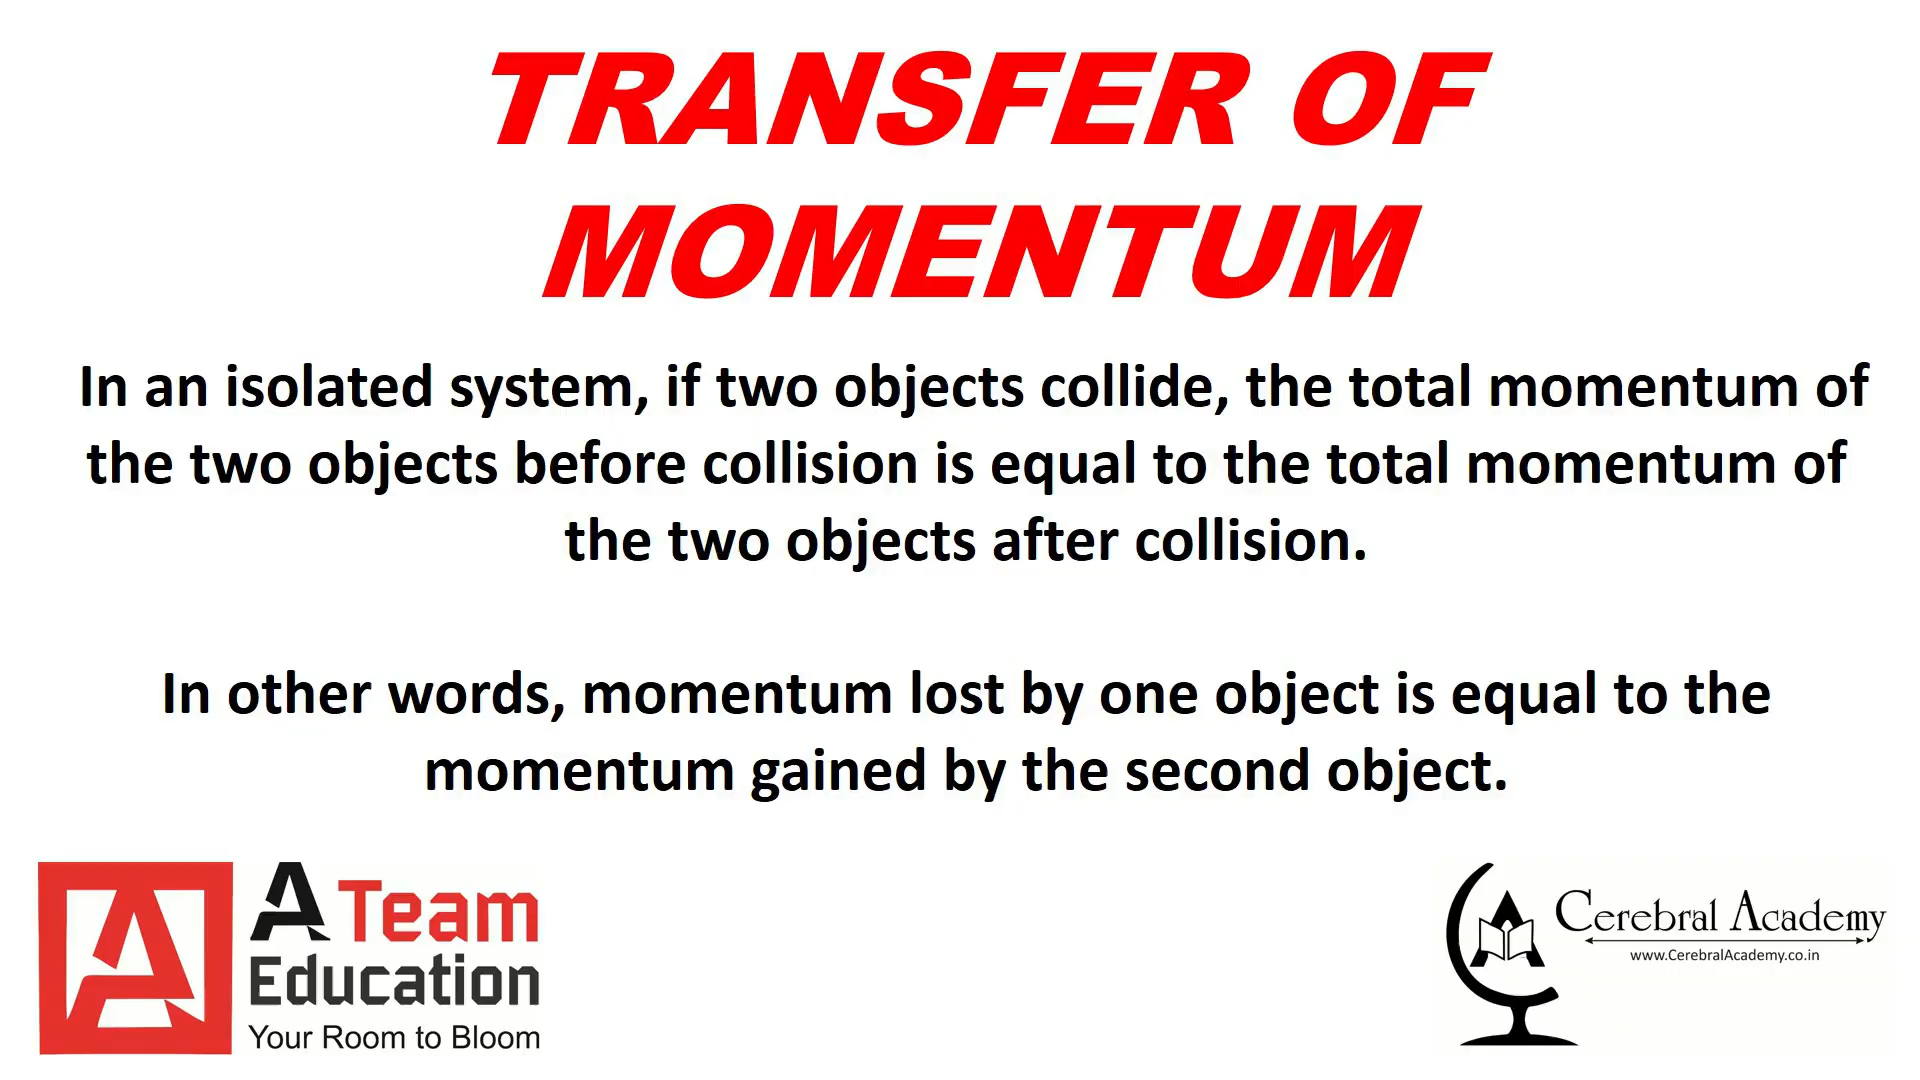 TRANSFER OF
MOMENTUM
In an isolated system, if two objects collide, the total momentum of
the two objects before collision is equal to the total momentum of
the two objects after collision.
In other words, momentum lost by one object is equal to the
momentum gained by the second object.
A Team
Education
Your Room to Bloom
Cerebral Academy
www.CerebralAcademy.co.in